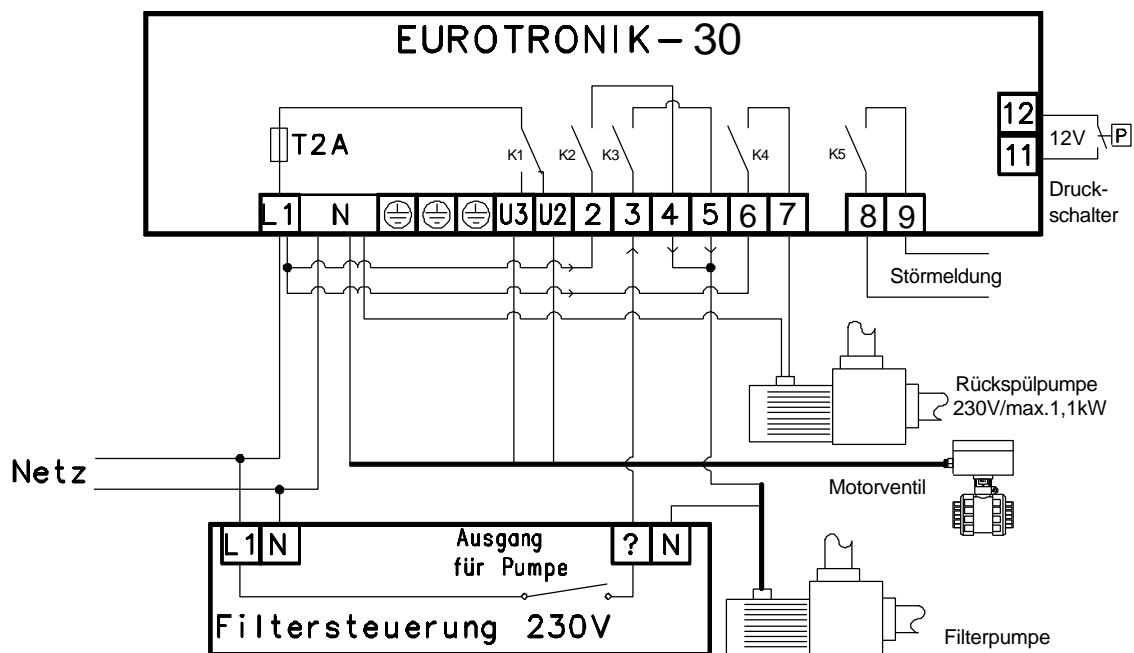 EUROTRONIK- 30
T2A
K1
K2
K3
K4
K5
12
11
12V
P
Druck-
schalter
L1 N U3 U2 2 3 4 5 6 7 8 9
Störmeldung
Rückspülpumpe
230V/max.1,1kW
Netz
Motorventil
L1 N
Ausgang
für Pumpe
? N
Filtersteuerung 230V
Filterpumpe